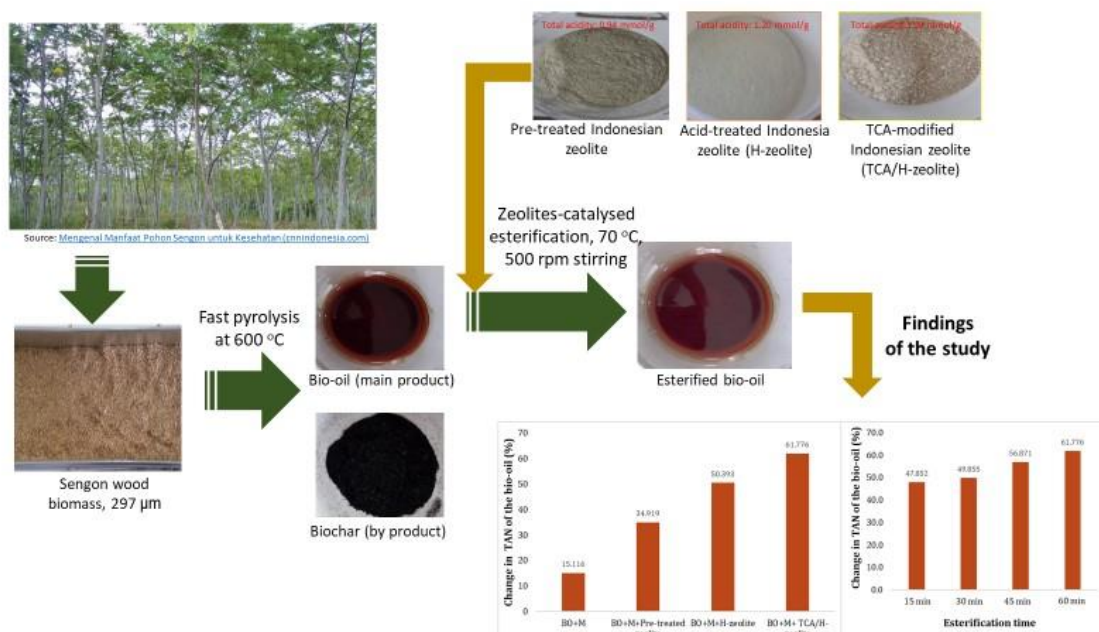 Total acidity: 0.94 mmol/g
Total acidity: 1.20 mmol/g
Total mmol/g
Pre-treated Indonesian
zeolite
Acid-treated Indonesia
zeolite (H-zeolite)
TCA-modified
Indonesian zeolite
(TCA/H-zeolite)
Source: Mengenal Manfaat Pohon Sengon untuk Kesehatan (cnnindonesia.com)
Zeolites-catalysed
esterification, 70 °C,
500 rpm stirring
Fast pyrolysis
at 600 °C
Bio-oil (main product)
Esterified bio-oil
Findings
of the study
Sengon wood
biomass, 297 µm
Biochar (by product)
Change in TAN of the bio-oil (%)
70
60
50
40
30
20
10
0
15.116
34.919
50.393
61.776
BO+M
BO+M+Pre-treated
BO+M+H-zeolite
BO+M+ TCA/H-
Change in TAN of the bio-oil (%)
70.0
60.0
50.0
40.0
30.0
20.0
10.0
0.0
47.852
49.855
56.871
61.776
15 min
30 min
45 min
60 min
Esterification time